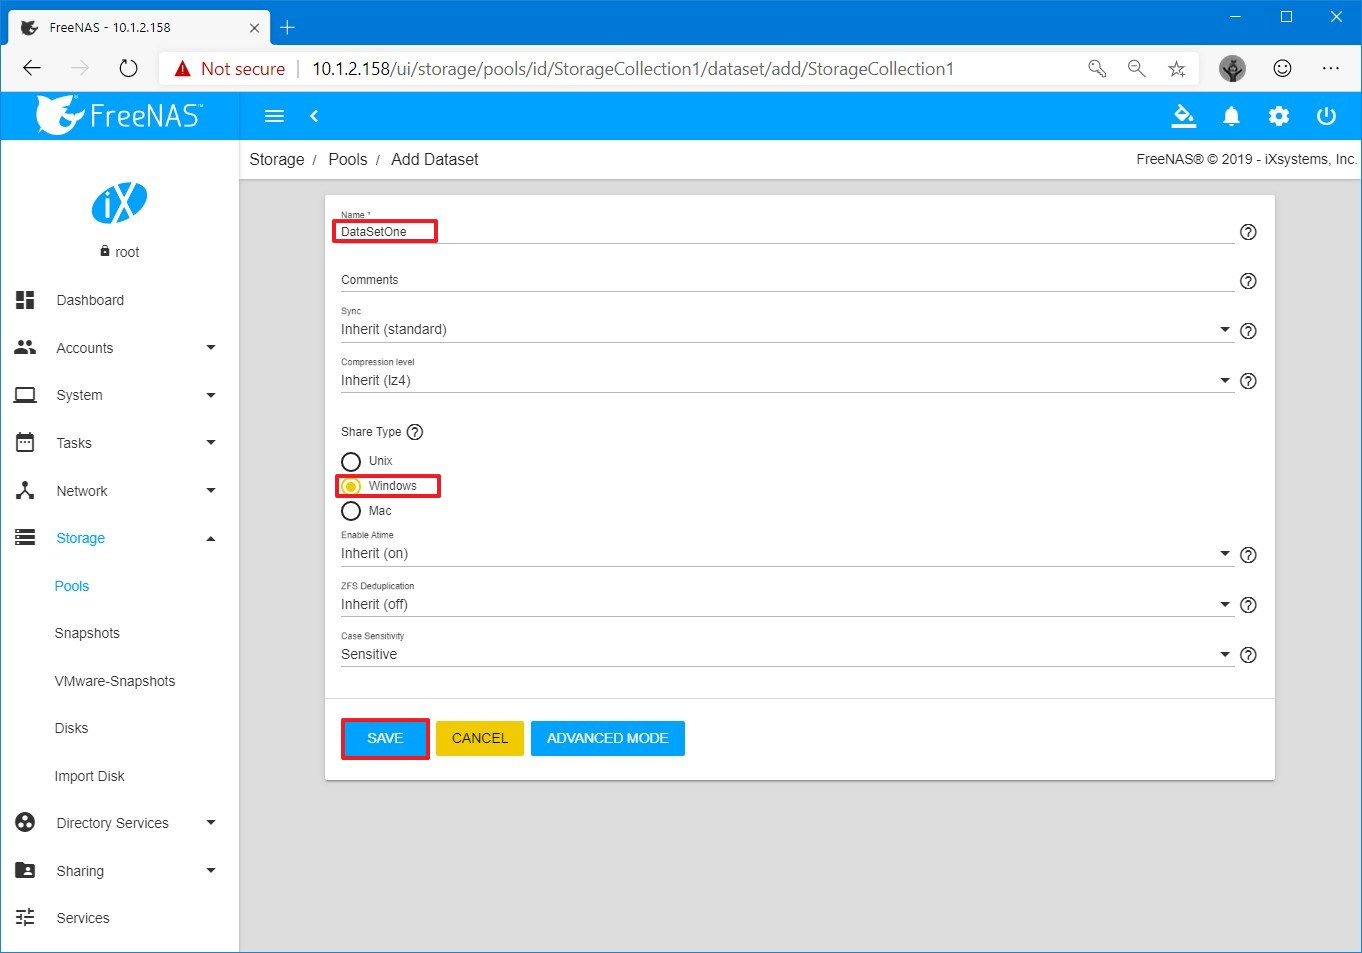 FreeNAS - 10.1.2.158
Not secure | 10.1.2.158/ui/storage/pools/id/StorageCollection1/dataset/add/StorageCollection1
FreeNAS™
Storage / Pools / Add Dataset
FreeNAS® © 2019 - iXsystems, Inc.
iX
root
Dashboard
Accounts
System
Tasks
Network
Storage
Pools
Snapshots
VMware-Snapshots
Disks
Import Disk
Directory Services
Sharing
Services
Name *
DataSetOne
Comments
Sync
Inherit (standard)
Compression level
Inherit (lz4)
Share Type
Unix
Windows
Mac
Enable Atime
Inherit (on)
ZFS Deduplication
Inherit (off)
Case Sensitivity
Sensitive
SAVE
CANCEL
ADVANCED MODE